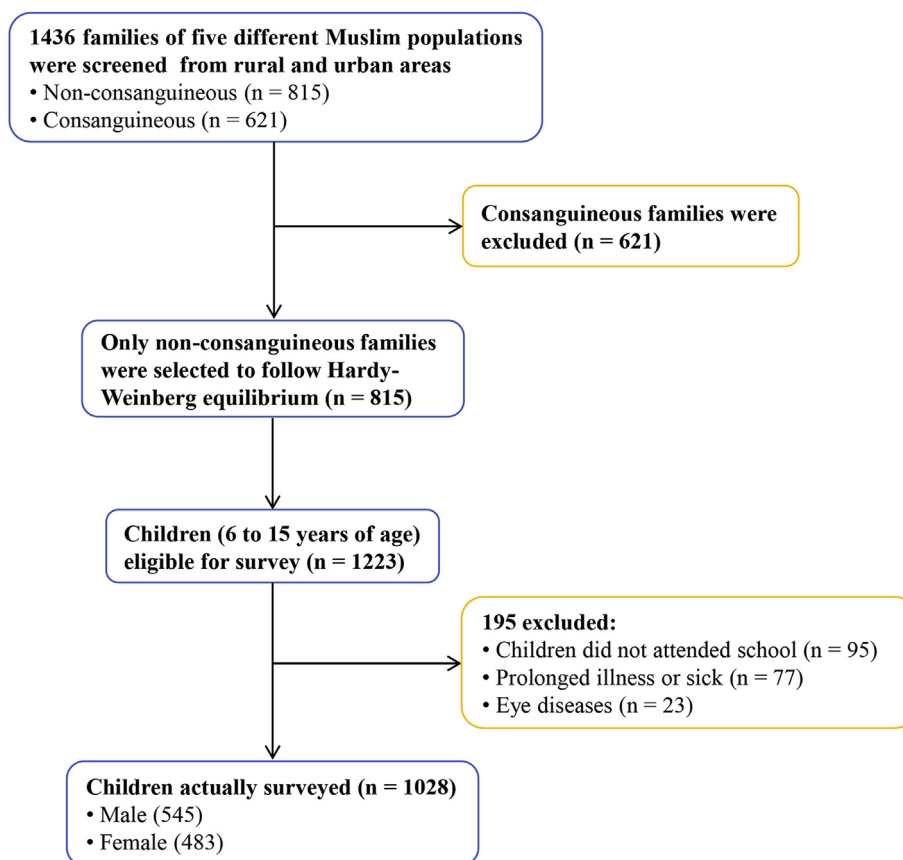 1436 families of five different Muslim populations
were screened from rural and urban areas
• Non-consanguineous (n = 815)
• Consanguineous (n = 621)
Consanguineous families were
excluded (n = 621)
Only non-consanguineous families
were selected to follow Hardy-
Weinberg equilibrium (n = 815)
Children (6 to 15 years of age)
eligible for survey (n = 1223)
195 excluded:
• Children did not attended school (n = 95)
• Prolonged illness or sick (n = 77)
• Eye diseases (n = 23)
Children actually surveyed (n = 1028)
• Male (545)
• Female (483)